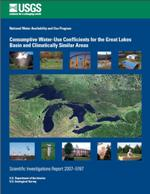 USGS
science for a changing world
National Water Availability and Use Program
Consumptive Water-Use Coefficients for the Great Lakes
Basin and Climatically Similar Areas
Scientific Investigations Report 2007–5197
U.S. Department of the Interior
U.S. Geological Survey